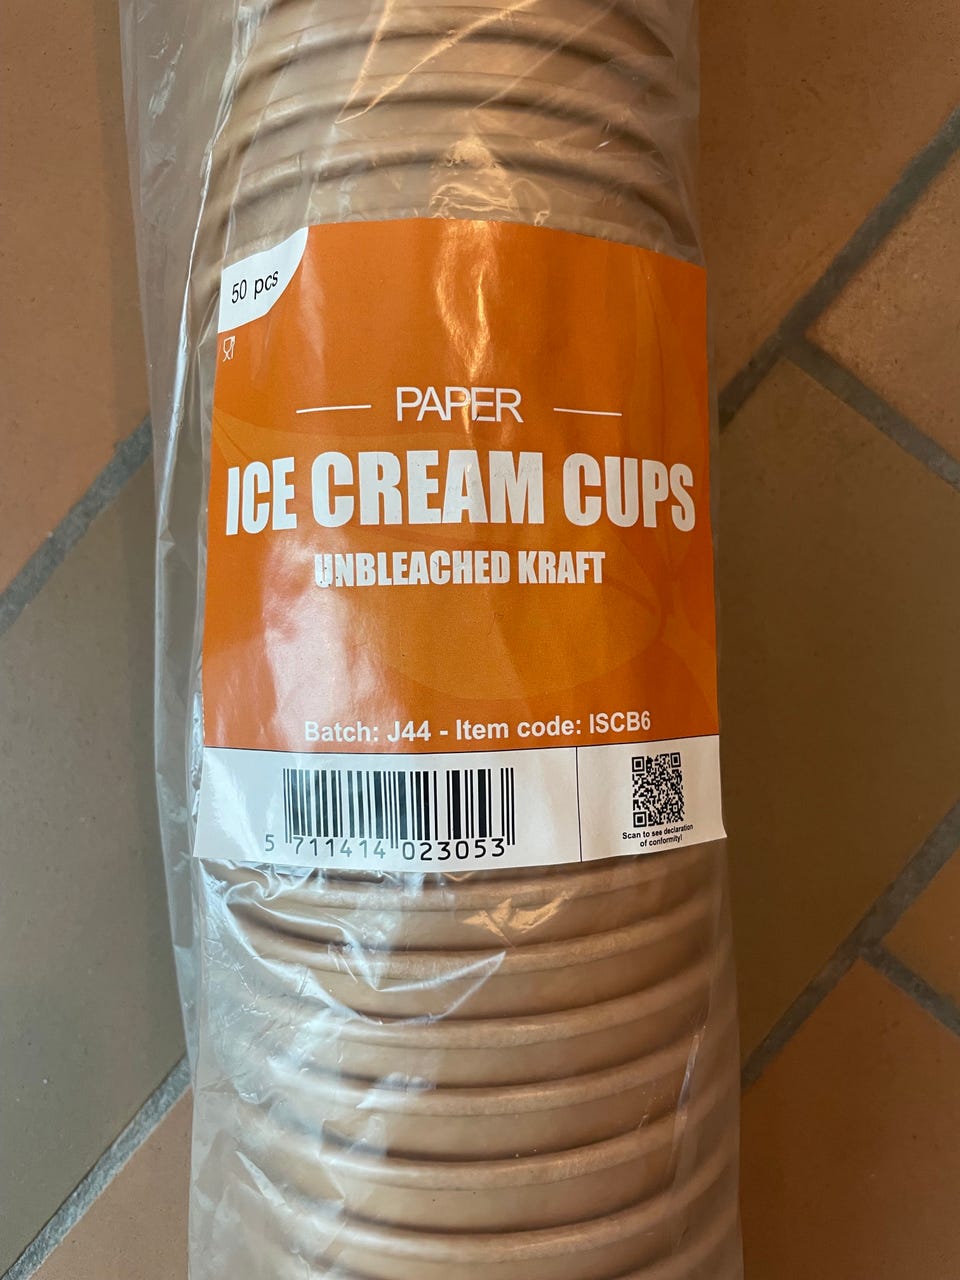 50 pcs
PAPER
ICE CREAM CUPS
UNBLEACHED KRAFT
Batch: J44 - Item code: ISCB6
5 711414 023053
Scan to see declaration
of conformity!